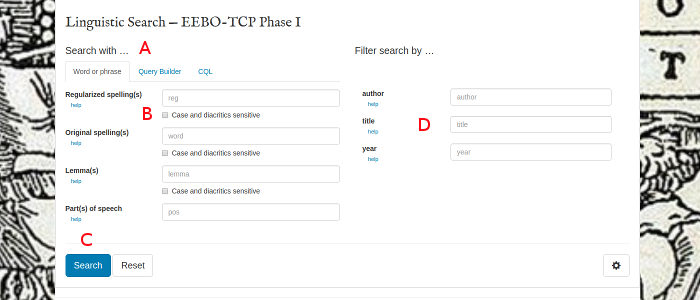 Linguistic Search – EEBO-TCP Phase I
Search with ... A
Word or phrase Query Builder CQL
Regularized spelling(s) reg
help
B Case and diacritics sensitive
Original spelling(s) word
help
Case and diacritics sensitive
Lemma(s) lemma
help
Case and diacritics sensitive
Part(s) of speech pos
help
C
Search Reset
Filter search by ...
author author
help
title D title
help
year year
help
O
T